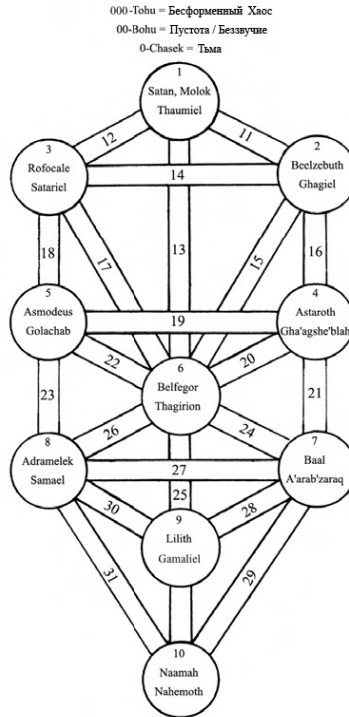 000-Tohu = Бесформенный Хаос
00-Bohu = Пустота / Беззвучие
0-Chasek = Тьма
1
Satan, Molok
Thaumiel
12
11
3
Rofocale
Satariel
2
Beelzebuth
Ghagiel
14
18
17
13
15
16
5
Asmodeus
Golachab
4
Astaroth
Gha'agshe'blah
19
22
20
6
Belfegor
Thagirion
23
21
26
24
8
Adramelek
Samael
7
Baal
A'arab'zaraq
27
25
30
28
9
Lilith
Gamaliel
31
29
10
Naamah
Nahemoth